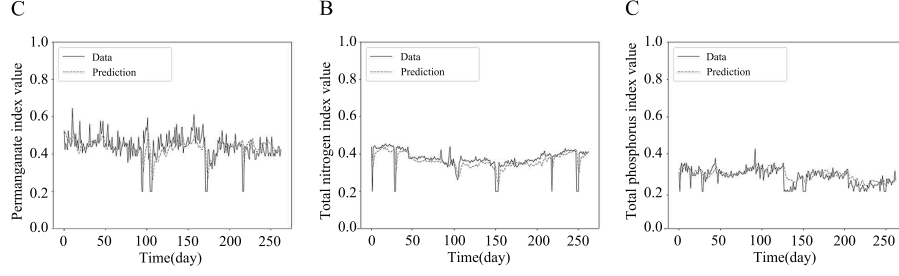 C
B
C
Permanganate index value
1.0
0.8
0.6
0.4
0.2
0.0
Data
Prediction
0 50 100 150 200 250
Time(day)
Total nitrogen index value
1.0
0.8
0.6
0.4
0.2
0.0
Data
Prediction
0 50 100 150 200 250
Time(day)
Total phosphorus index value
1.0
0.8
0.6
0.4
0.2
0.0
Data
Prediction
0 50 100 150 200 250
Time(day)